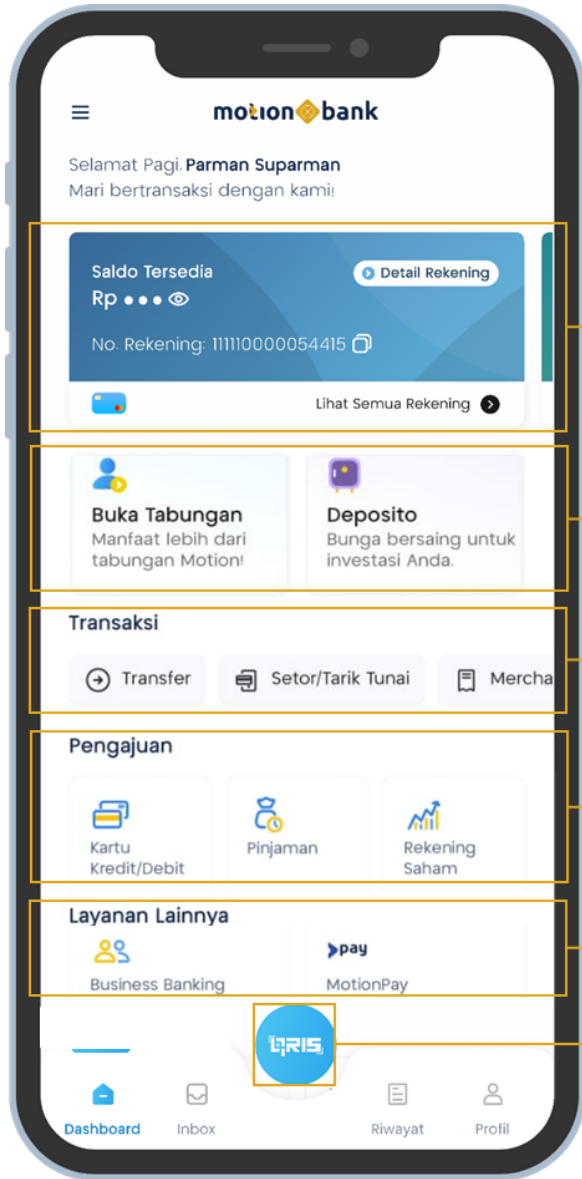 motion bank
Selamat Pagi, Parman Suparman
Mari bertransaksi dengan kami!
Saldo Tersedia
Detail Rekening
Rp •••
No. Rekening: 111110000054415
Lihat Semua Rekening
Buka Tabungan
Manfaat lebih dari
tabungan Motion!
Deposito
Bunga bersaing untuk
investasi Anda.
Transaksi
Transfer
Setor/Tarik Tunai
Mercha
Pengajuan
Kartu
Kredit/Debit
Pinjaman
Rekening
Saham
Layanan Lainnya
Business Banking
pay
MotionPay
QRIS
Dashboard
Inbox
Riwayat
Profil